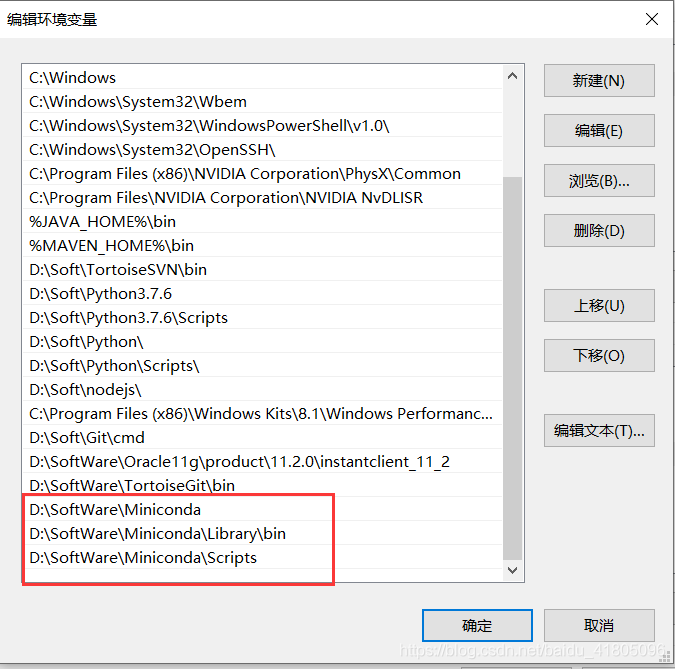 编辑环境变量
C:\Windows
C:\Windows\System32\Wbem
C:\Windows\System32\WindowsPowerShell\v1.0\
C:\Windows\System32\OpenSSH\
C:\Program Files (x86)\NVIDIA Corporation\PhysX\Common
C:\Program Files\NVIDIA Corporation\NVIDIA NvDLISR
%JAVA_HOME%\bin
%MAVEN_HOME%\bin
D:\Soft\TortoiseSVN\bin
D:\Soft\Python3.7.6
D:\Soft\Python3.7.6\Scripts
D:\Soft\Python\
D:\Soft\Python\Scripts\
D:\Soft\nodejs\
C:\Program Files (x86)\Windows Kits\8.1\Windows Performanc...
D:\Soft\Git\cmd
D:\SoftWare\Oracle11g\product\11.2.0\instantclient_11_2
D:\SoftWare\TortoiseGit\bin
D:\SoftWare\Miniconda
D:\SoftWare\Miniconda\Library\bin
D:\SoftWare\Miniconda\Scripts
新建(N)
编辑(E)
浏览(B)...
删除(D)
上移(U)
下移(O)
编辑文本(T)...
确定
取消
https://blog.csdn.net/baidu_41805096